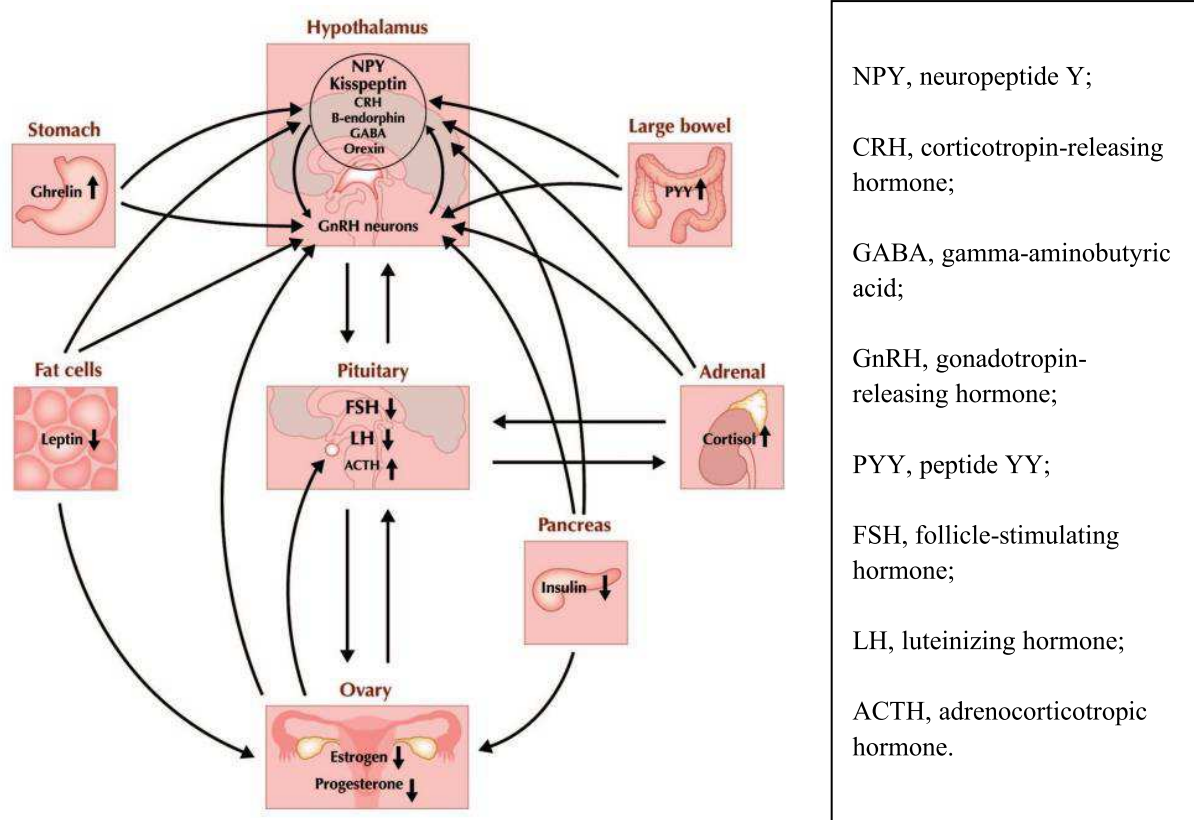 Hypothalamus
NPY
Kisspeptin
CRH
B-endorphin
GABA
Orexin
GnRH neurons
Stomach
Ghrelin
Large bowel
PYY
Fat cells
Leptin
Pituitary
FSH
LH
ACTH
Adrenal
Cortisol
Pancreas
Insulin
Ovary
Estrogen
Progesterone
NPY, neuropeptide Y;
CRH, corticotropin-releasing
hormone;
GABA, gamma-aminobutyric
acid;
GnRH, gonadotropin-
releasing hormone;
PYY, peptide YY;
FSH, follicle-stimulating
hormone;
LH, luteinizing hormone;
ACTH, adrenocorticotropic
hormone.